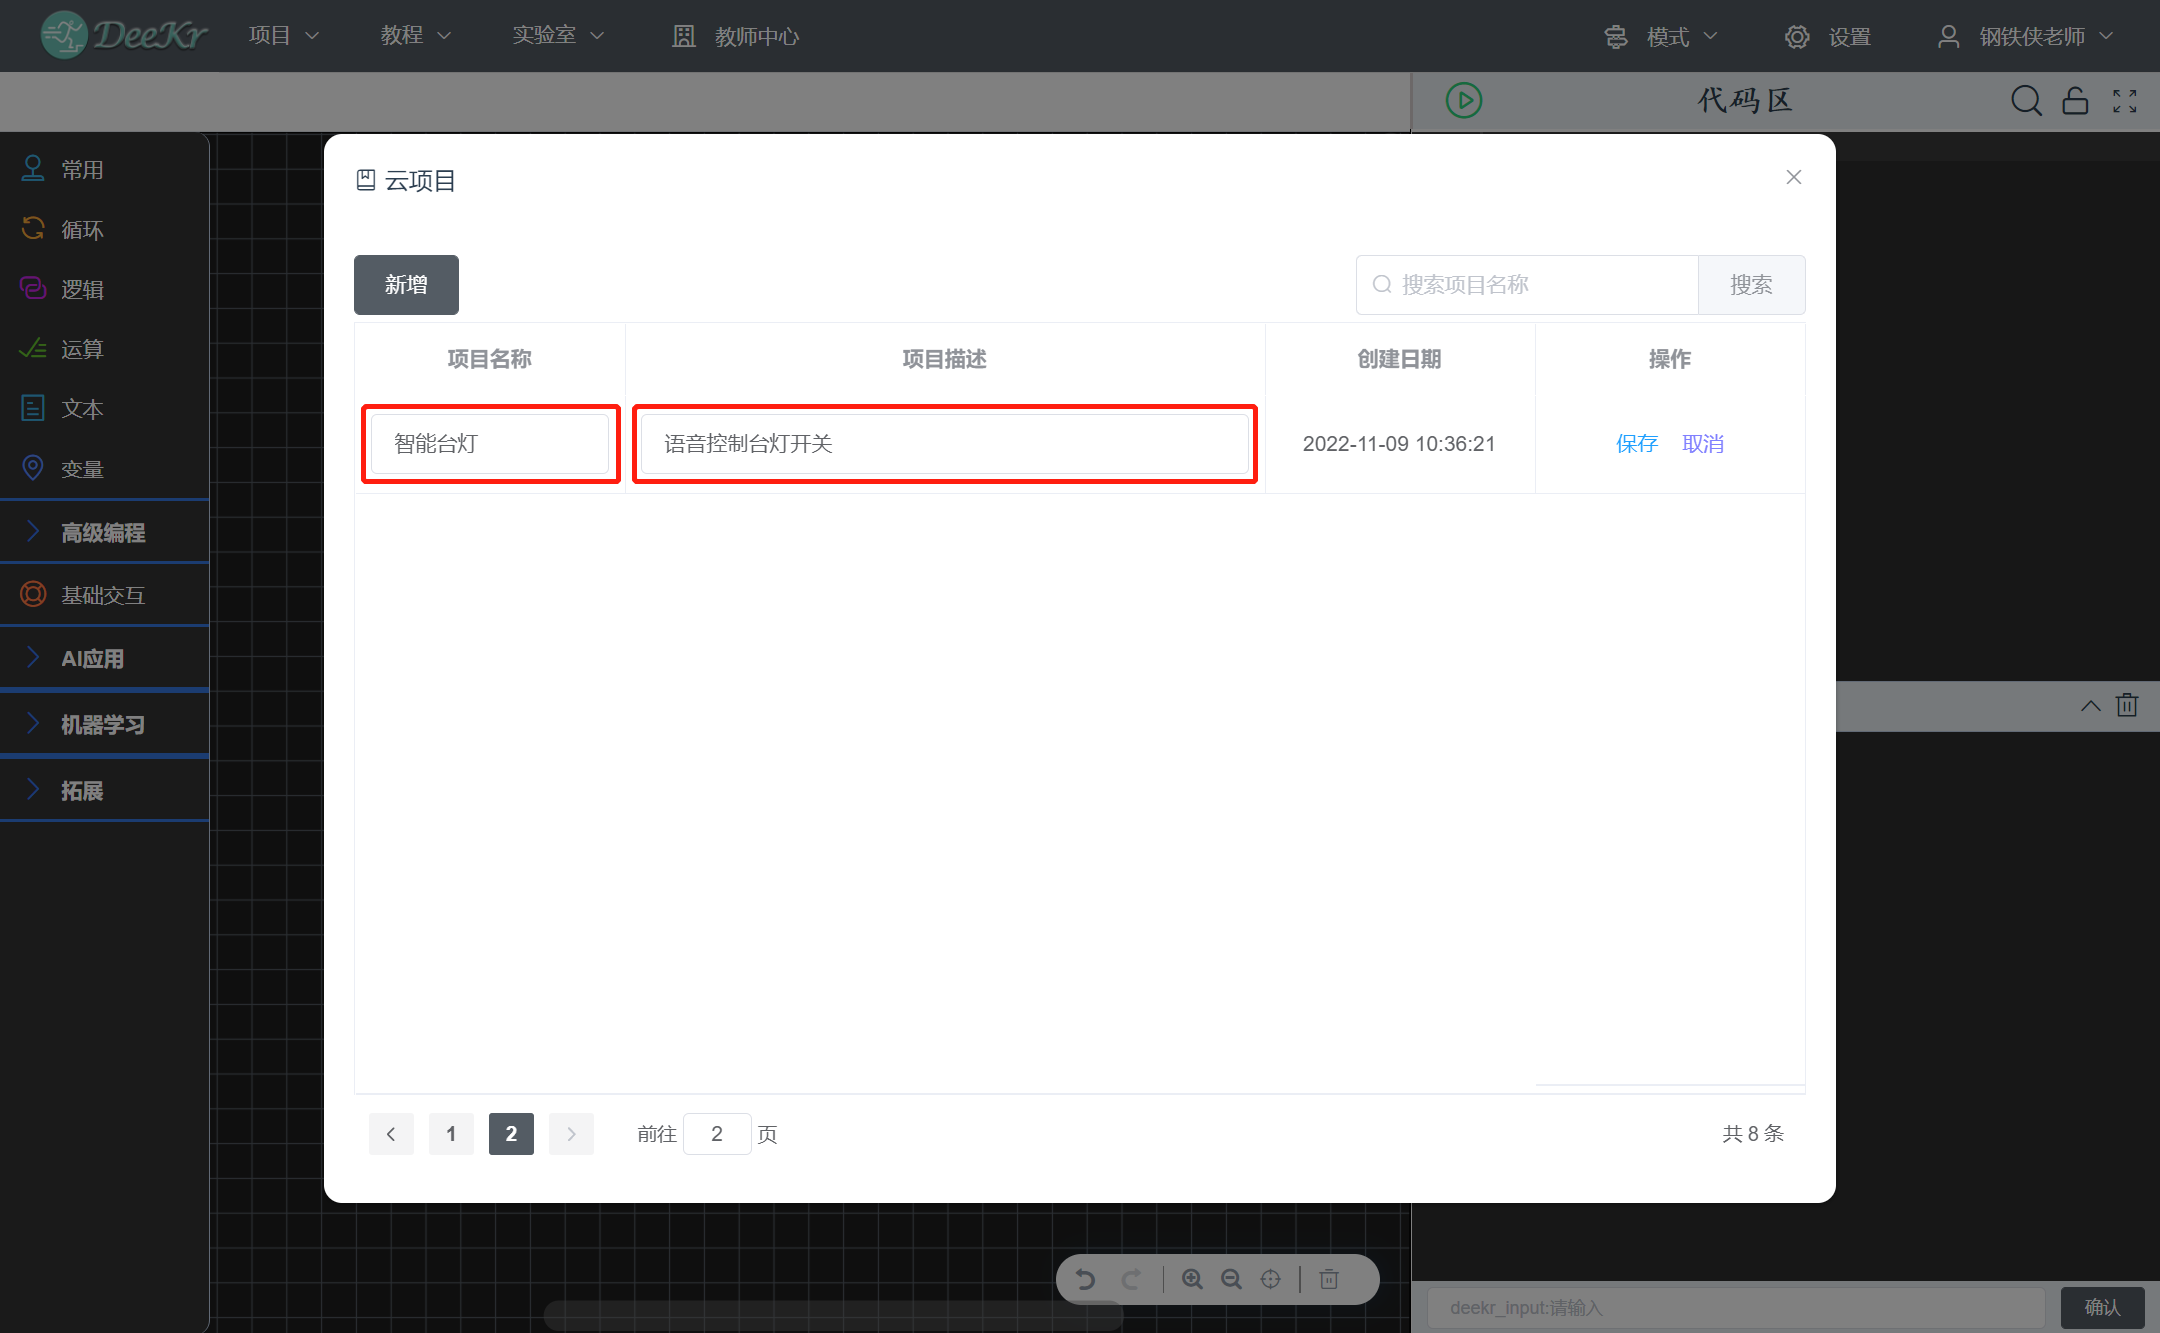 DeeKr 项目 教程 实验室 教师中心 模式 设置 钢铁侠老师
代码区
常用
循环
逻辑
运算
文本
变量
高级编程
基础交互
AI应用
机器学习
拓展
云项目
新增 搜索项目名称 搜索
项目名称 项目描述 创建日期 操作
智能台灯 语音控制台灯开关 2022-11-09 10:36:21 保存 取消
1 2 前往 2 页 共 8 条
deekr_input:请输入 确认